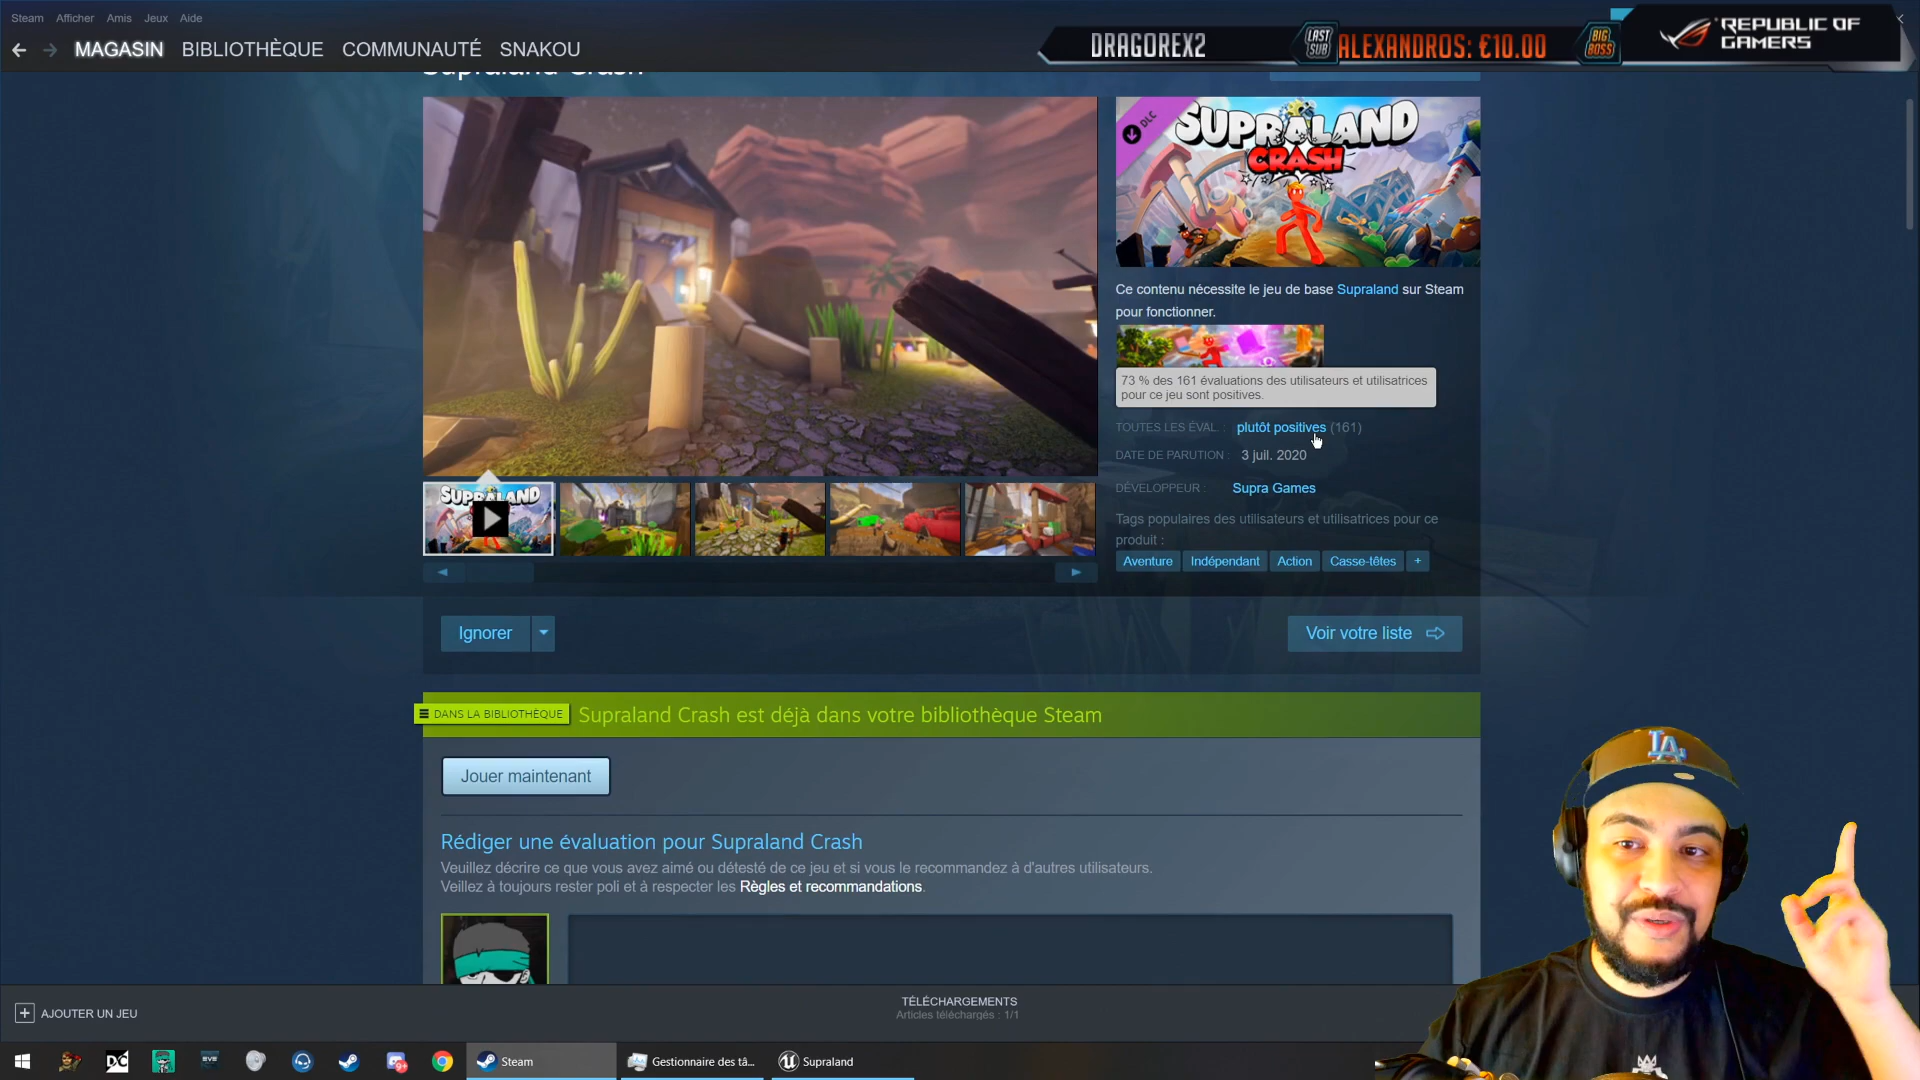 Steam Afficher Amis Jeux Aide
MAGASIN BIBLIOTHÈQUE COMMUNAUTÉ SNAKOU
DRAGOREX2
LAST SUB
ALEXANDROS: €10.00
BIG BOSS
REPUBLIC OF
GAMERS
Supraland Crash
DLC
SUPRALAND
CRASH
Ce contenu nécessite le jeu de base Supraland sur Steam
pour fonctionner.
73 % des 161 évaluations des utilisateurs et utilisatrices
pour ce jeu sont positives.
TOUTES LES ÉVAL. : plutôt positives (161)
DATE DE PARUTION : 3 juil. 2020
DÉVELOPPEUR : Supra Games
Tags populaires des utilisateurs et utilisatrices pour ce
produit :
Aventure Indépendant Action Casse-têtes +
SUPRALAND
Ignorer
Voir votre liste
DANS LA BIBLIOTHÈQUE
Supraland Crash est déjà dans votre bibliothèque Steam
Jouer maintenant
Rédiger une évaluation pour Supraland Crash
Veuillez décrire ce que vous avez aimé ou détesté de ce jeu et si vous le recommandez à d'autres utilisateurs.
Veillez à toujours rester poli et à respecter les Règles et recommandations.
LA
AJOUTER UN JEU
TÉLÉCHARGEMENTS
Articles téléchargés : 1/1
DC
EVE
9+
Steam
Gestionnaire des tâ...
Supraland